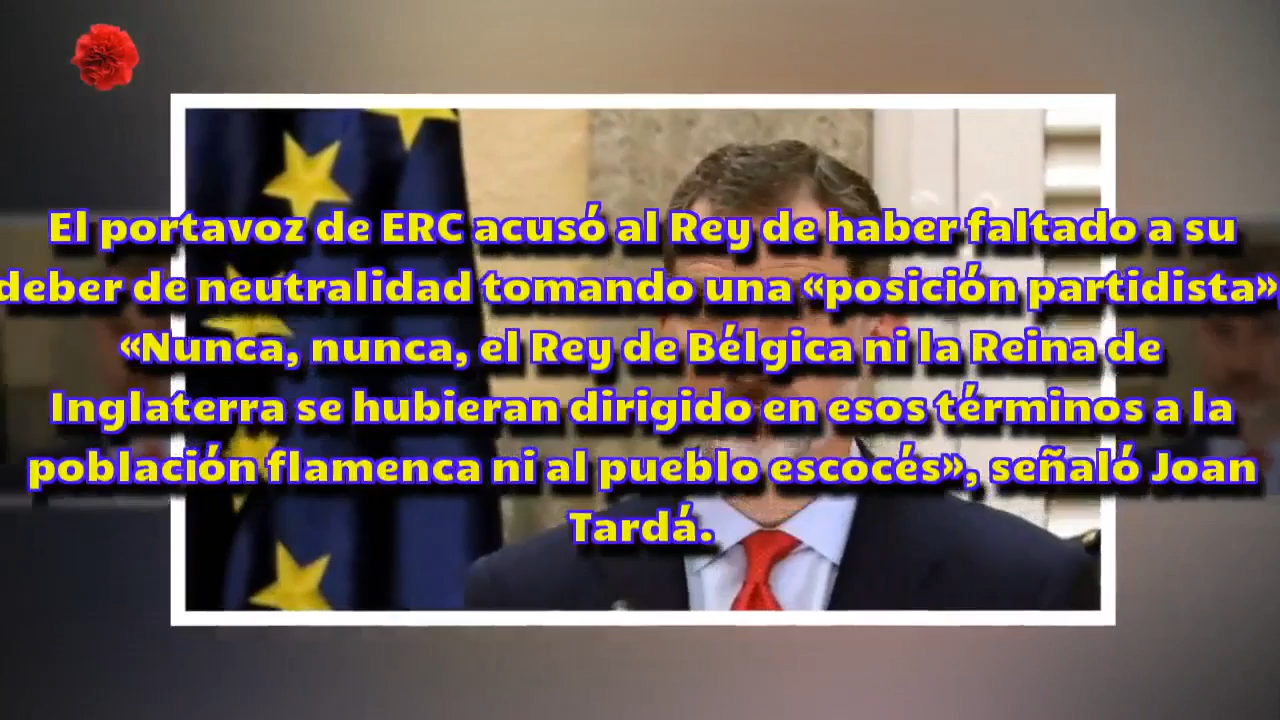 El portavoz de ERC acusó al Rey de haber faltado a su
deber de neutralidad tomando una «posición partidista»
«Nunca, nunca, el Rey de Bélgica ni la Reina de
Inglaterra se hubieran dirigido en esos términos a la
población flamenca ni al pueblo escocés», señaló Joan
Tardá.